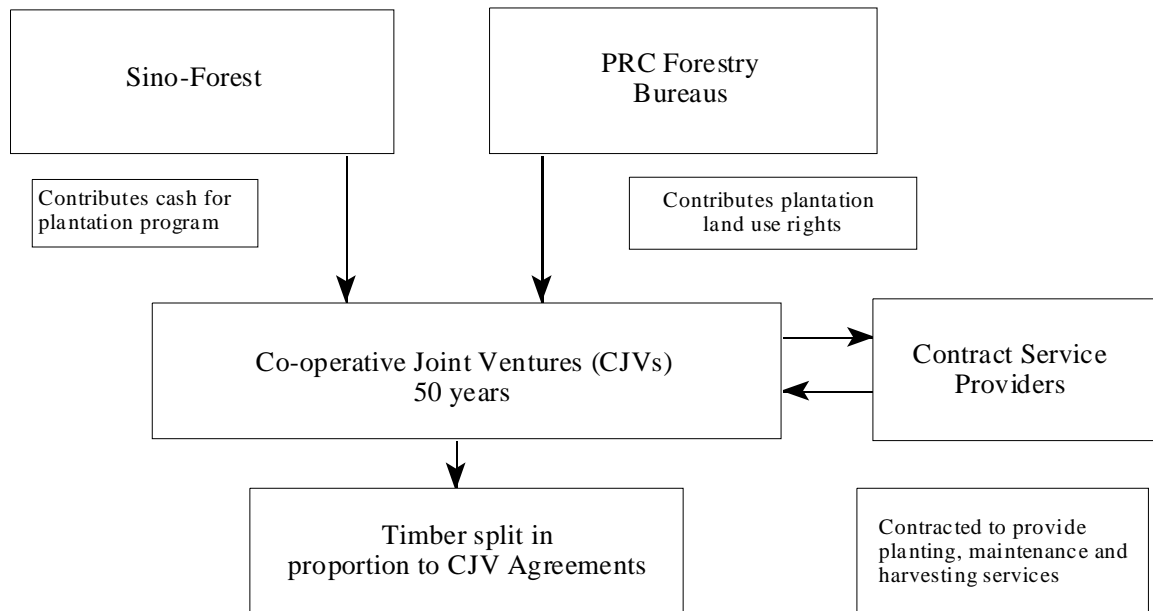 Sino-Forest
PRC Forestry
Bureaus
Contributes cash for
plantation program
Contributes plantation
land use rights
Co-operative Joint Ventures (CJVs)
50 years
Contract Service
Providers
Timber split in
proportion to CJV Agreements
Contracted to provide
planting, maintenance and
harvesting services